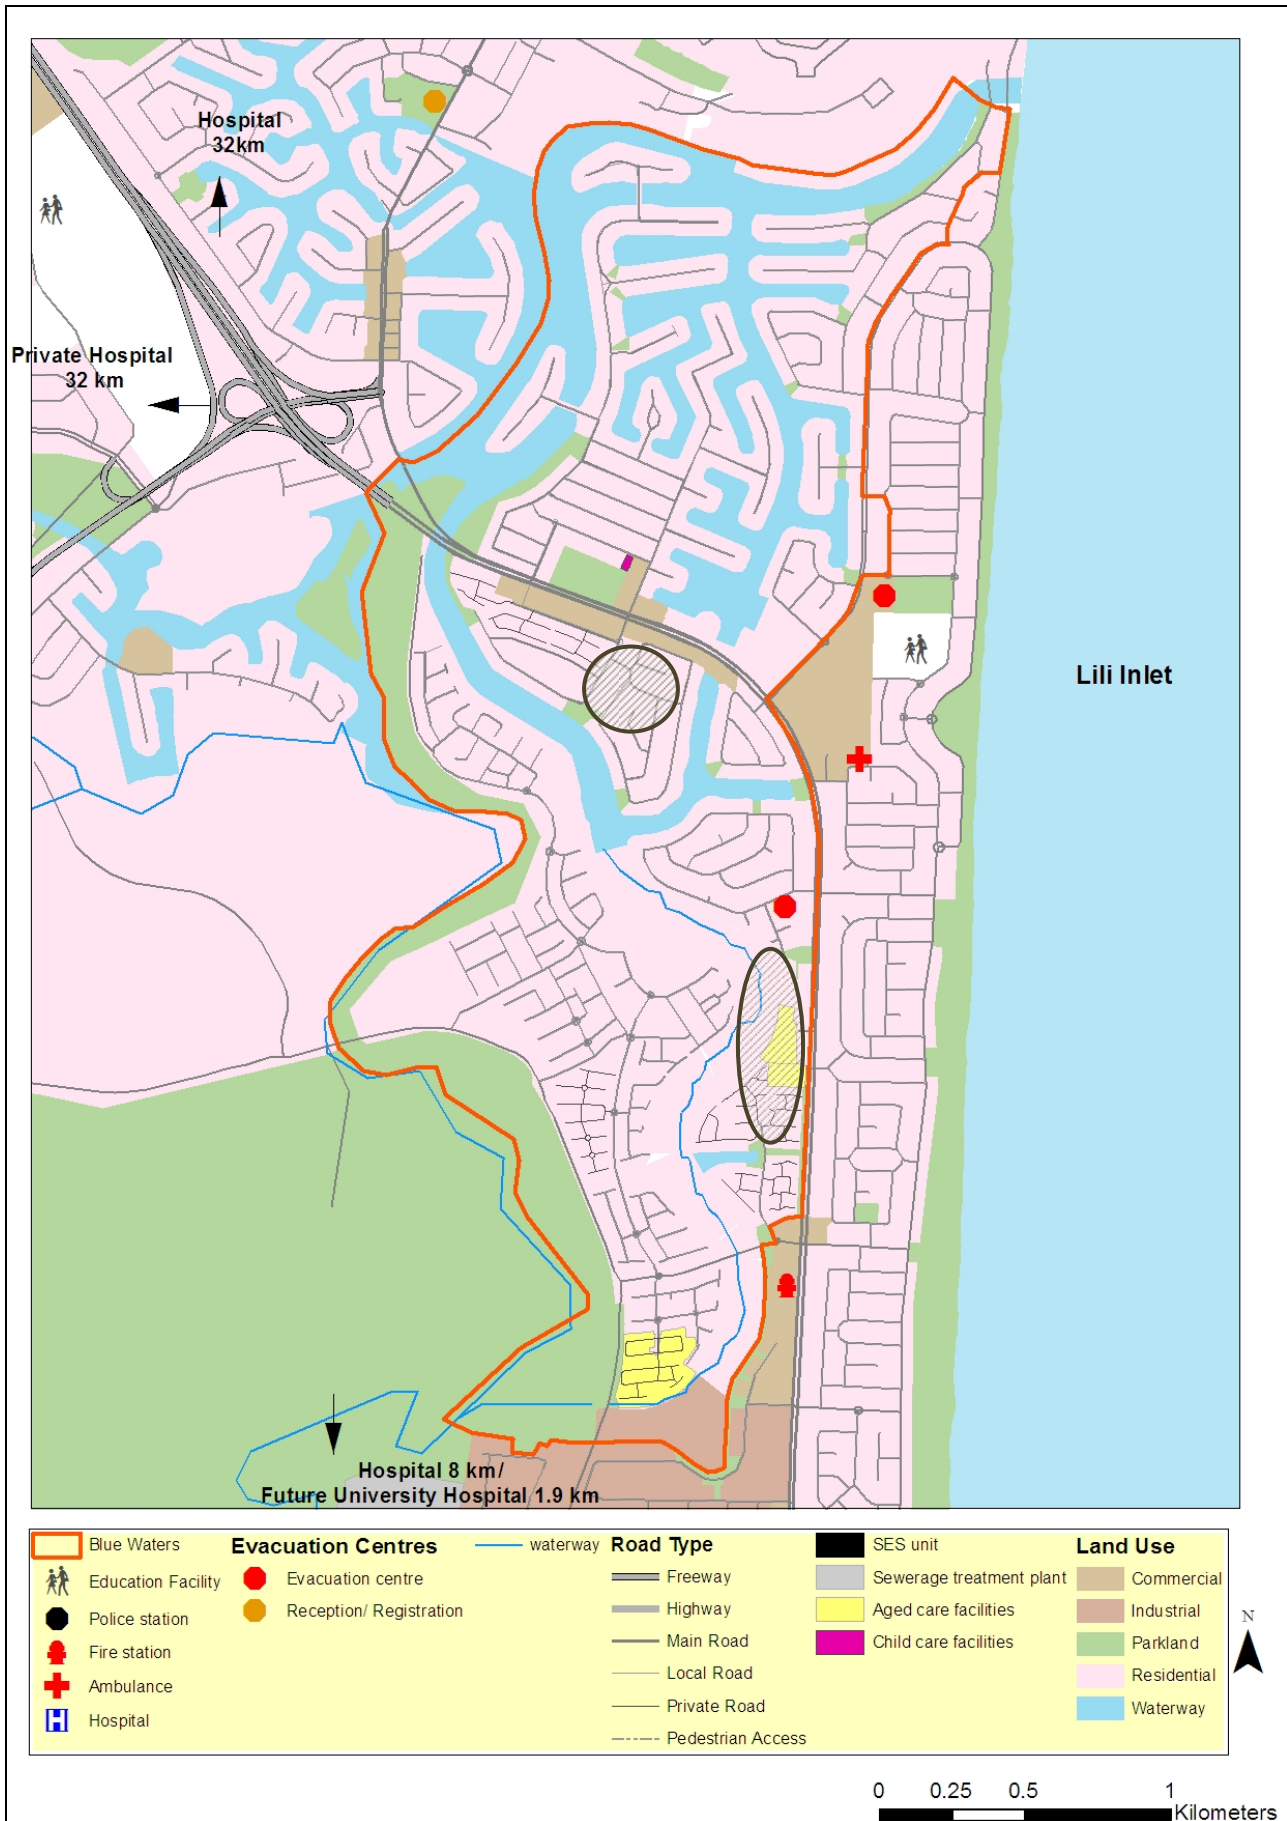 Hospital
32km
Private Hospital
32 km
Lili Inlet
Hospital 8 km/
Future University Hospital 1.9 km
Blue Waters
Education Facility
Police station
Fire station
Ambulance
H Hospital
Evacuation Centres
Evacuation centre
Reception/ Registration
waterway
Road Type
Freeway
Highway
Main Road
Local Road
Private Road
Pedestrian Access
SES unit
Sewerage treatment plant
Aged care facilities
Child care facilities
Land Use
Commercial
Industrial
Parkland
Residential
Waterway
N
0 0.25 0.5 1
Kilometers